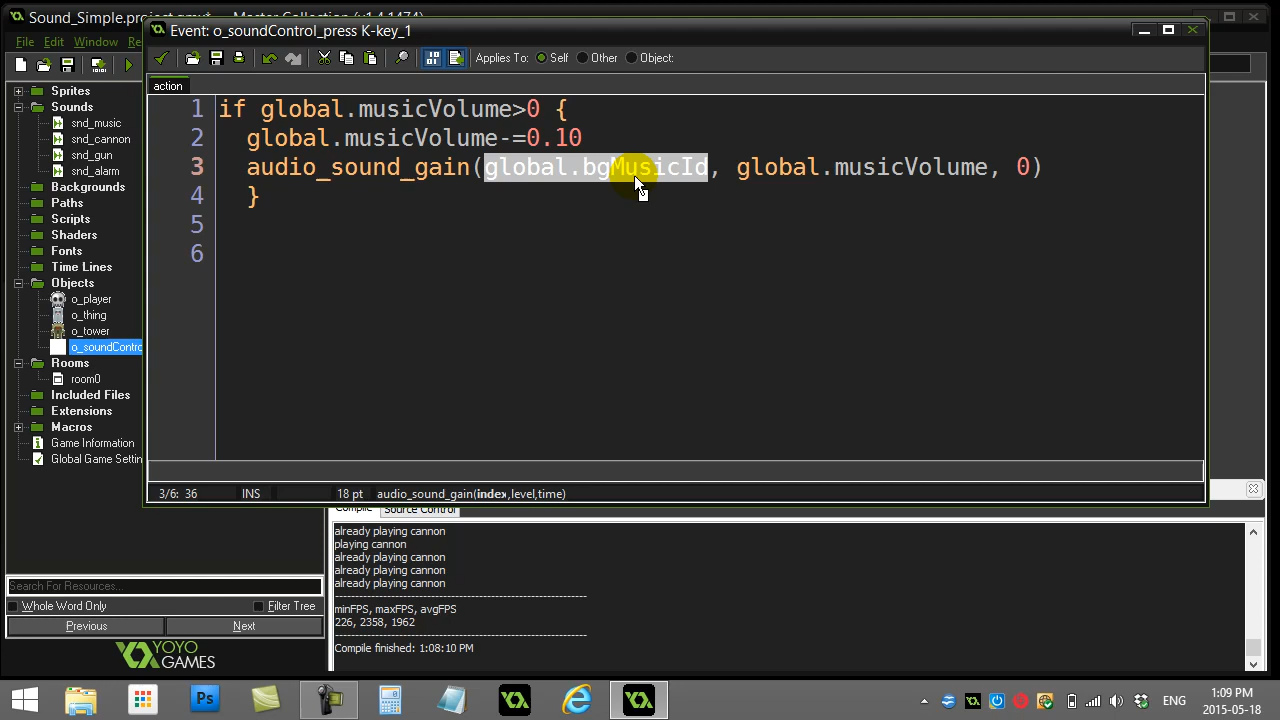 Sound_Simple.project.gmx* - Master Collection (v1.4.1474)
Event: o_soundControl_press K-key_1
File Edit Window
Applies To: Self Other Object:
action
1 if global.musicVolume>0 {
2 global.musicVolume-=0.10
3 audio_sound_gain(global.bgMusicId, global.musicVolume, 0)
4 }
5
6
3/6: 36 INS 18 pt audio_sound_gain(index,level,time)
Sprites
Sounds
snd_music
snd_cannon
snd_gun
snd_alarm
Backgrounds
Paths
Scripts
Shaders
Fonts
Time Lines
Objects
o_player
o_thing
o_tower
o_soundContro
Rooms
room0
Included Files
Extensions
Macros
Game Information
Global Game Settin
Search For Resources...
Whole Word Only Filter Tree
Previous Next
YOYO
GAMES
Compile Source Control
already playing cannon
playing cannon
already playing cannon
already playing cannon
already playing cannon
minFPS, maxFPS, avgFPS
226, 2358, 1962
Compile finished: 1:08:10 PM
Ps
ENG
1:09 PM
2015-05-18